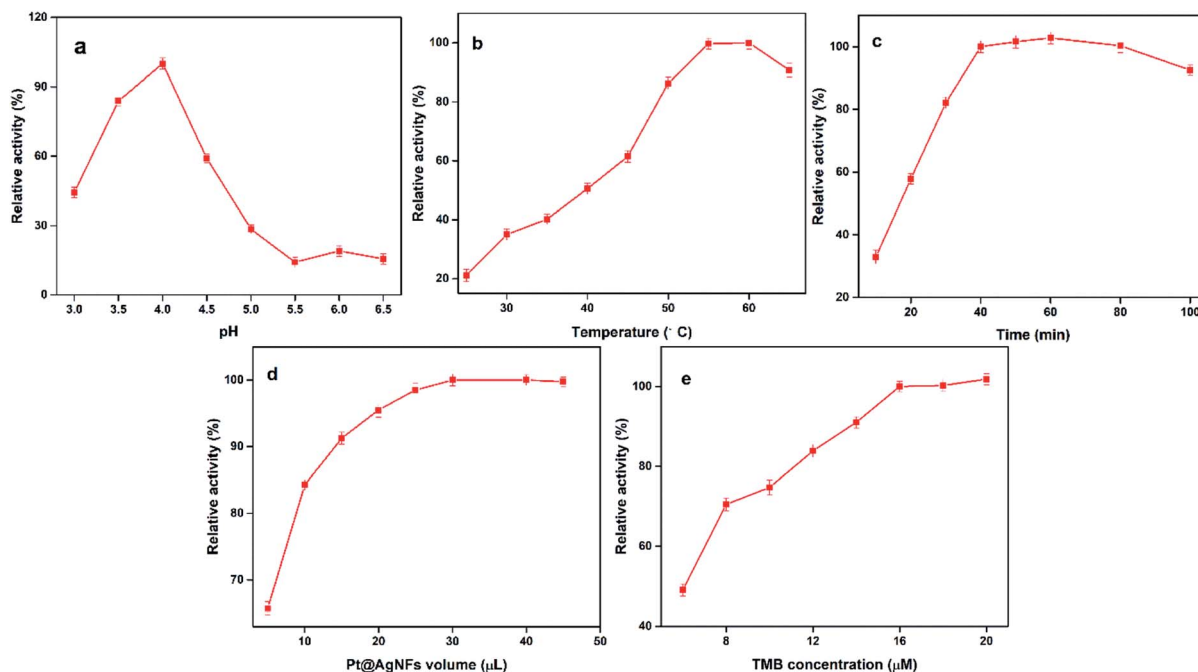 a
Relative activity (%)
120
90
60
30
0
3.0 3.5 4.0 4.5 5.0 5.5 6.0 6.5
pH
b
Relative activity (%)
100
80
60
40
20
30 40 50 60
Temperature (° C)
c
Relative activity (%)
100
80
60
40
20
20 40 60 80 100
Time (min)
d
Relative activity (%)
100
90
80
70
10 20 30 40 50
Pt@AgNFs volume (μL)
e
Relative activity (%)
120
100
80
60
40
8 12 16 20
TMB concentration (μM)